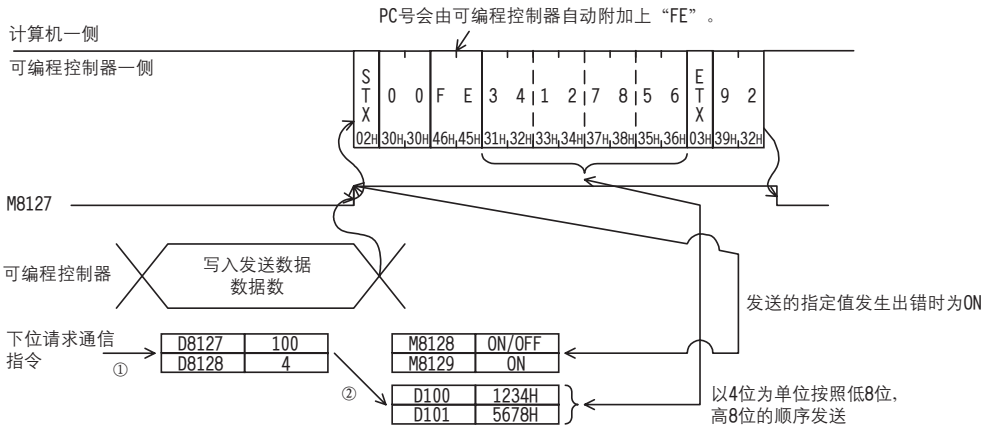 PC号会由可编程控制器自动附加上“FE”。
计算机一侧
可编程控制器一侧
STX 0 0 F E 3 4 1 2 7 8 5 6 ETX 9 2
02H 30H 30H 46H 45H 31H 32H 33H 34H 37H 38H 35H 36H 03H 39H 32H
M8127
可编程控制器
写入发送数据
数据数
发送的指定值发生出错时为ON
下位请求通信
指令
①
D8127 100
D8128 4
M8128 ON/OFF
M8129 ON
②
D100 1234H
D101 5678H
以4位为单位按照低8位,
高8位的顺序发送